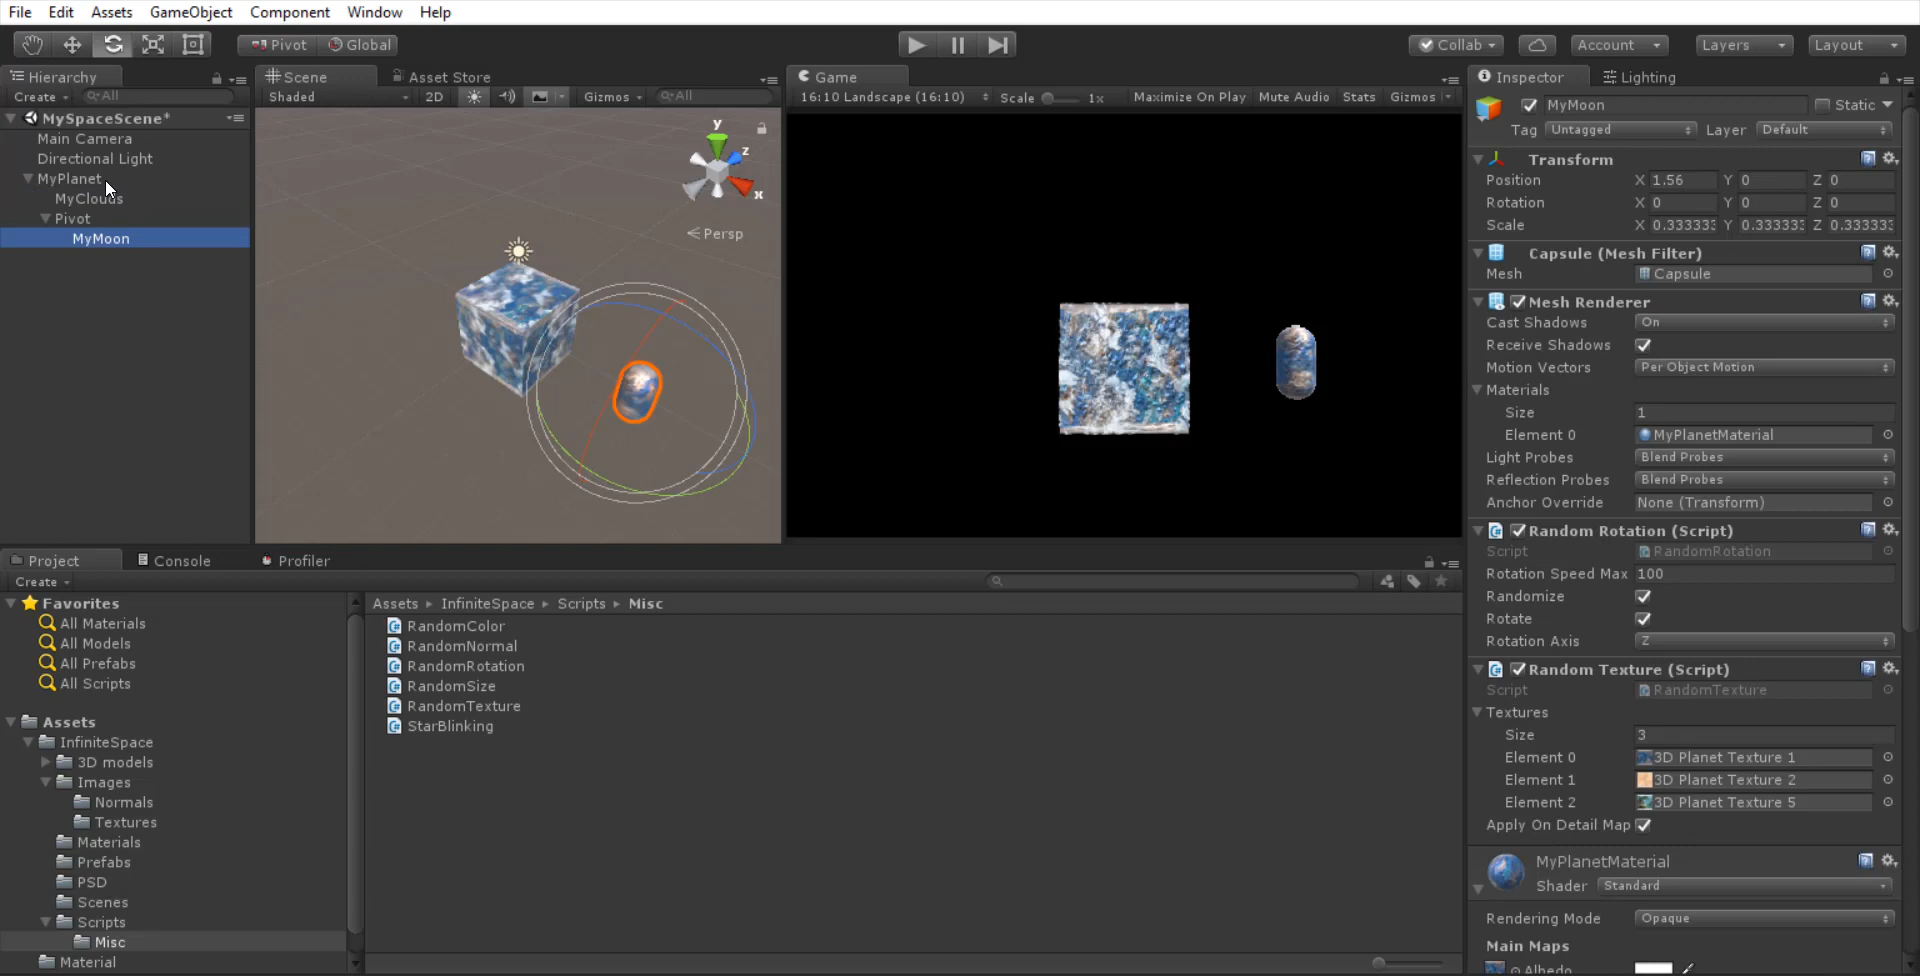 File Edit Assets GameObject Component Window Help
Pivot Global Collab Account Layers Layout
Hierarchy
Create All
MySpaceScene*
Main Camera
Directional Light
MyPlanet
MyClouds
Pivot
MyMoon
Scene Asset Store
Shaded 2D Gizmos All
y
z
x
Persp
Game
16:10 Landscape (16:10) Scale 1x Maximize On Play Mute Audio Stats Gizmos
Inspector Lighting
MyMoon Static
Tag Untagged Layer Default
Transform
Position X 1.56 Y 0 Z 0
Rotation X 0 Y 0 Z 0
Scale X 0.333333 Y 0.333333 Z 0.333333
Capsule (Mesh Filter)
Mesh Capsule
Mesh Renderer
Cast Shadows On
Receive Shadows
Motion Vectors Per Object Motion
Materials
Size 1
Element 0 MyPlanetMaterial
Light Probes Blend Probes
Reflection Probes Blend Probes
Anchor Override None (Transform)
Random Rotation (Script)
Script RandomRotation
Rotation Speed Max 100
Randomize
Rotate
Rotation Axis Z
Random Texture (Script)
Script RandomTexture
Textures
Size 3
Element 0 3D Planet Texture 1
Element 1 3D Planet Texture 2
Element 2 3D Planet Texture 5
Apply On Detail Map
MyPlanetMaterial
Shader Standard
Rendering Mode Opaque
Main Maps
Albedo
Project Console Profiler
Create
Favorites
All Materials
All Models
All Prefabs
All Scripts
Assets
InfiniteSpace
3D models
Images
Normals
Textures
Materials
Prefabs
PSD
Scenes
Scripts
Misc
Material
Assets InfiniteSpace Scripts Misc
RandomColor
RandomNormal
RandomRotation
RandomSize
RandomTexture
StarBlinking